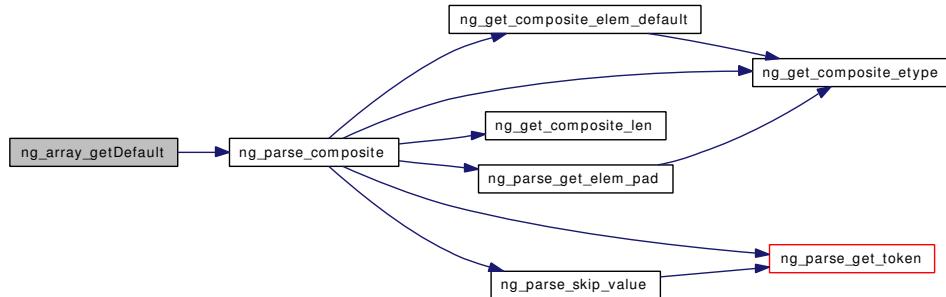 ng_get_composite_elem_default
ng_get_composite_etype
ng_get_composite_len
ng_array_getDefault
ng_parse_composite
ng_parse_get_elem_pad
ng_parse_get_token
ng_parse_skip_value